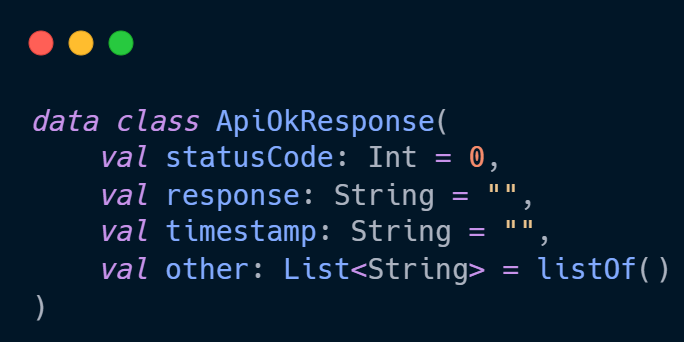 data class ApiOkResponse(
    val statusCode: Int = 0,
    val response: String = "",
    val timestamp: String = "",
    val other: List<String> = listOf()
)